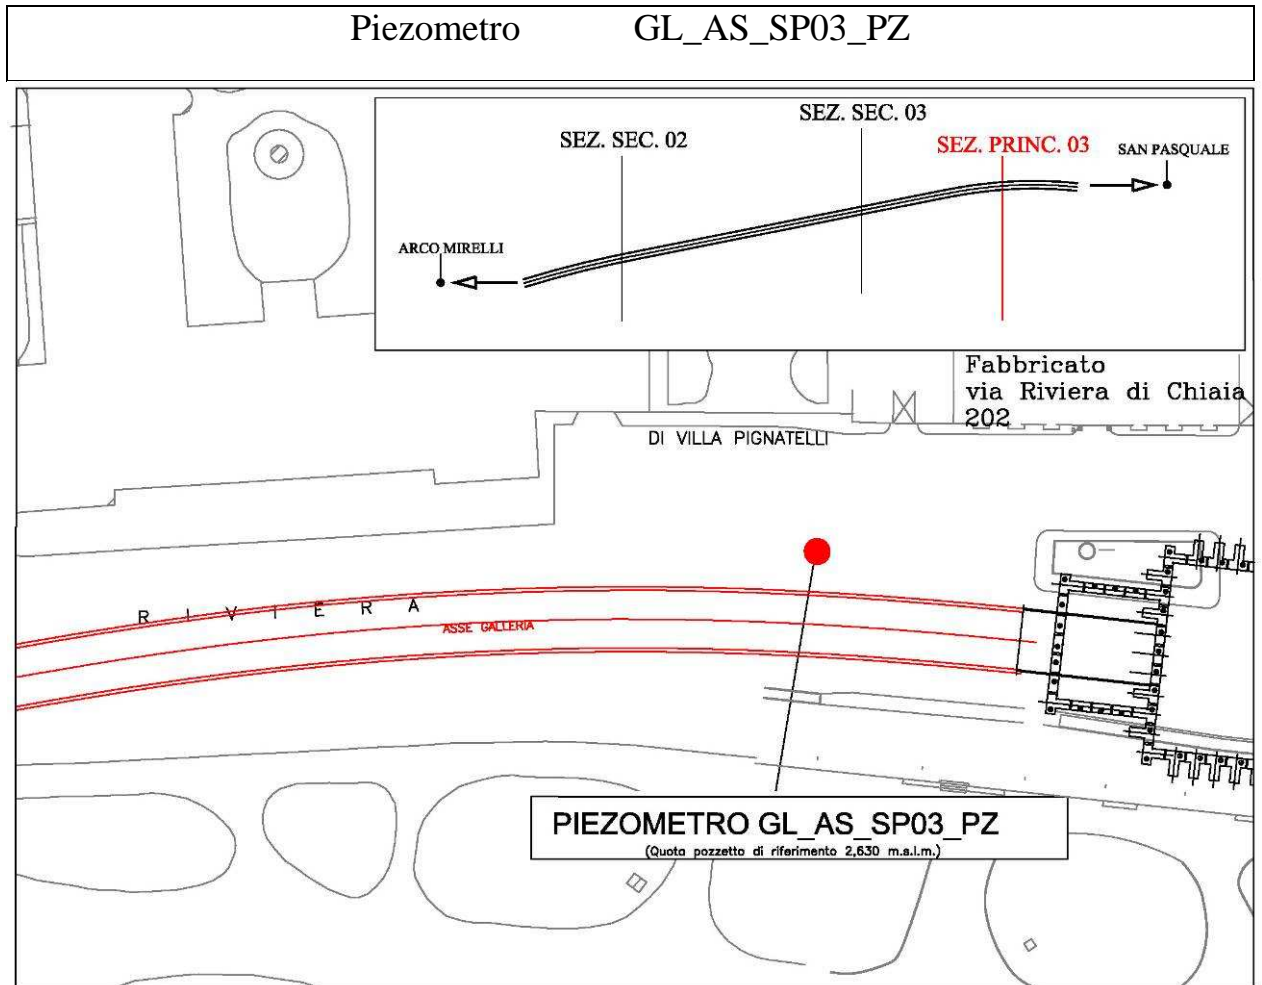 Piezometro GL_AS_SP03_PZ
SEZ. SEC. 03
SEZ. SEC. 02
SEZ. PRINC. 03
SAN PASQUALE
ARCO MIRELLI
Fabbricato
via Riviera di Chiaia
202
DI VILLA PIGNATELLI
RIVIERA
ASSE GALLERIA
PIEZOMETRO GL_AS_SP03_PZ
(Quota pozzetto di riferimento 2,630 m.s.l.m.)